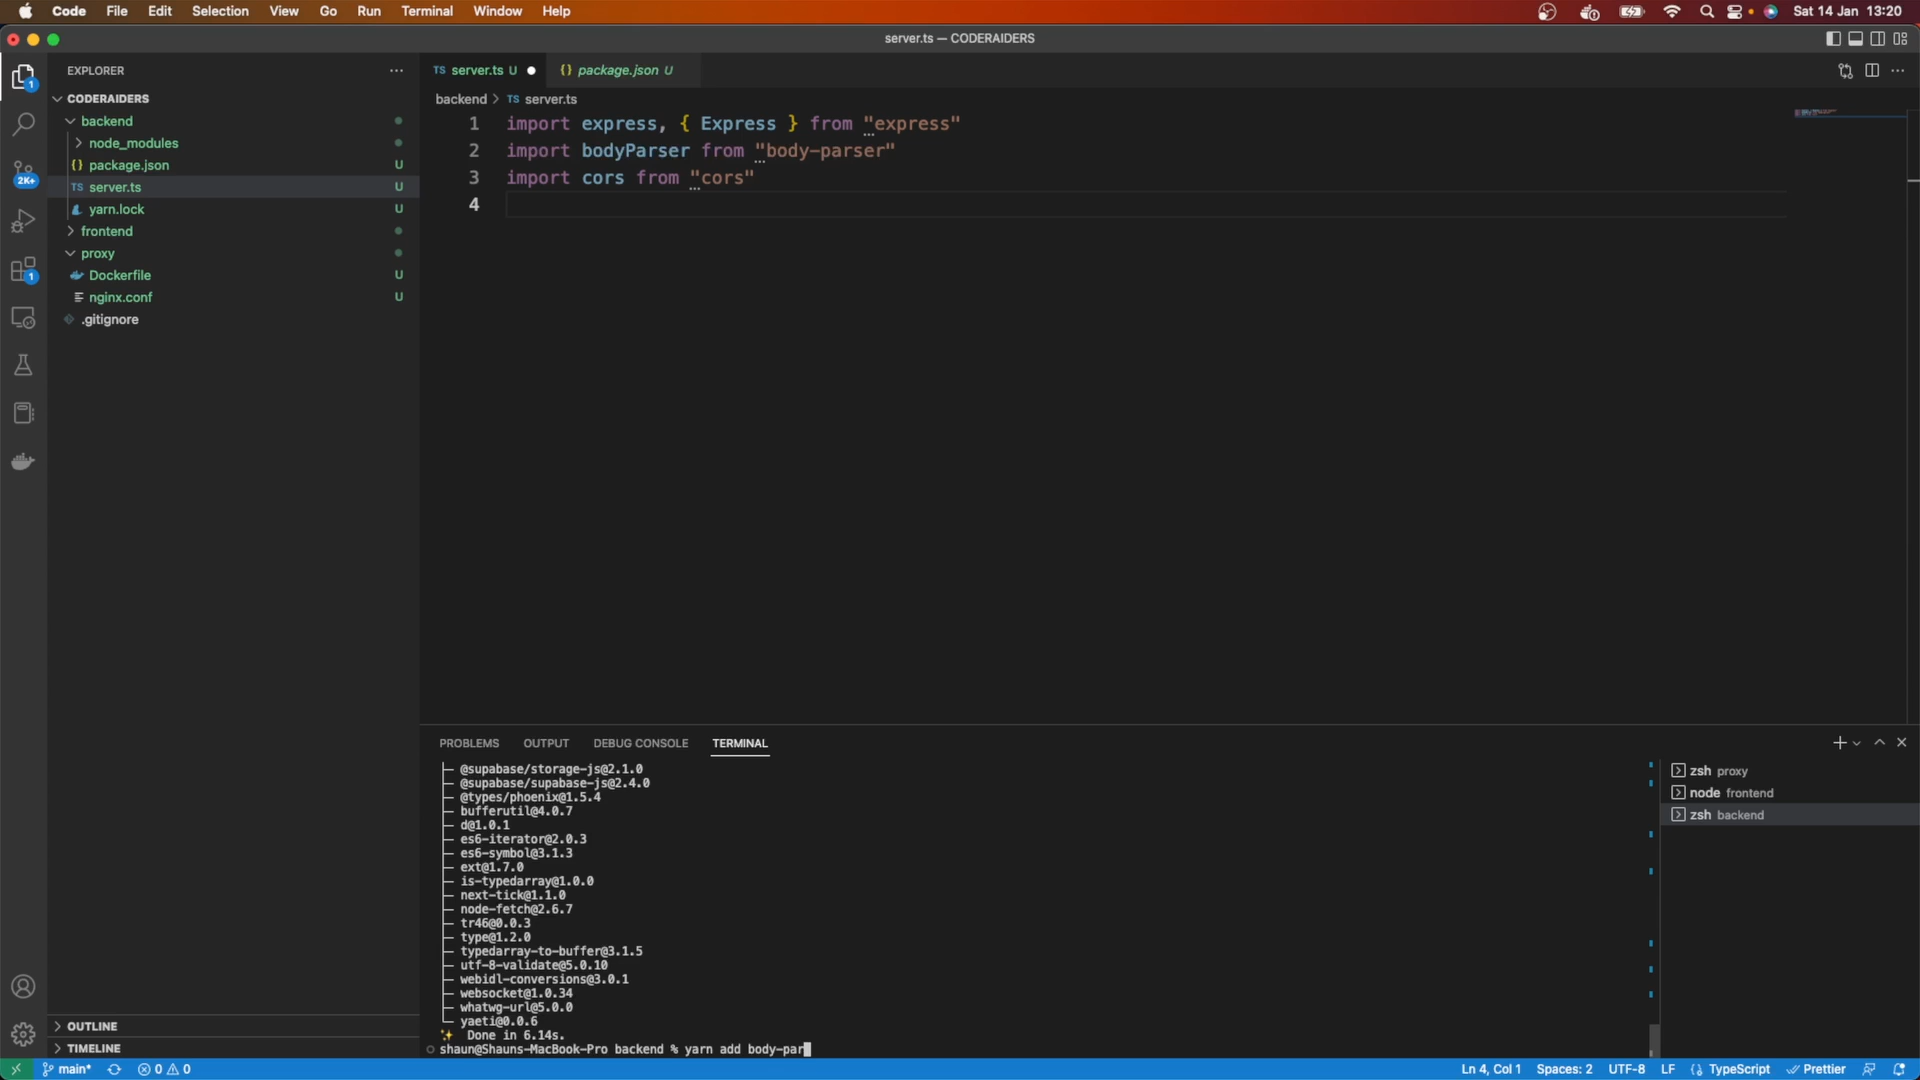 Code File Edit Selection View Go Run Terminal Window Help Sat 14 Jan 13:20
server.ts — CODERAIDERS
EXPLORER
TS server.ts U
{} package.json U
CODERAIDERS
backend > TS server.ts
backend
node_modules
{} package.json U
TS server.ts U
yarn.lock U
frontend
proxy
Dockerfile U
nginx.conf U
.gitignore
1
2K+
1
1 import express, { Express } from "express"
2 import bodyParser from "body-parser"
3 import cors from "cors"
4
PROBLEMS OUTPUT DEBUG CONSOLE TERMINAL
├─ @supabase/storage-js@2.1.0
├─ @supabase/supabase-js@2.4.0
├─ @types/phoenix@1.5.4
├─ bufferutil@4.0.7
├─ d@1.0.1
├─ es6-iterator@2.0.3
├─ es6-symbol@3.1.3
├─ ext@1.7.0
├─ is-typedarray@1.0.0
├─ next-tick@1.1.0
├─ node-fetch@2.6.7
├─ tr46@0.0.3
├─ type@1.2.0
├─ typedarray-to-buffer@3.1.5
├─ utf-8-validate@5.0.10
├─ webidl-conversions@3.0.1
├─ websocket@1.0.34
├─ whatwg-url@5.0.0
└─ yaeti@0.0.6
✨ Done in 6.14s.
shaun@Shauns-MacBook-Pro backend % yarn add body-par
zsh proxy
node frontend
zsh backend
OUTLINE
TIMELINE
main* 0 0 Ln 4, Col 1 Spaces: 2 UTF-8 LF {} TypeScript Prettier